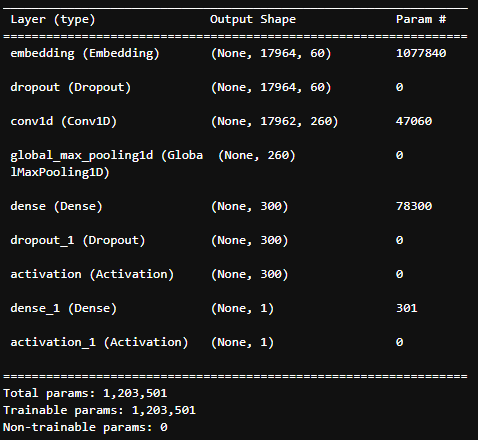 Layer (type) Output Shape Param #
=================================================================
embedding (Embedding) (None, 17964, 60) 1077840
dropout (Dropout) (None, 17964, 60) 0
conv1d (Conv1D) (None, 17962, 260) 47060
global_max_pooling1d (Globa (None, 260) 0
lMaxPooling1D)
dense (Dense) (None, 300) 78300
dropout_1 (Dropout) (None, 300) 0
activation (Activation) (None, 300) 0
dense_1 (Dense) (None, 1) 301
activation_1 (Activation) (None, 1) 0
=================================================================
Total params: 1,203,501
Trainable params: 1,203,501
Non-trainable params: 0